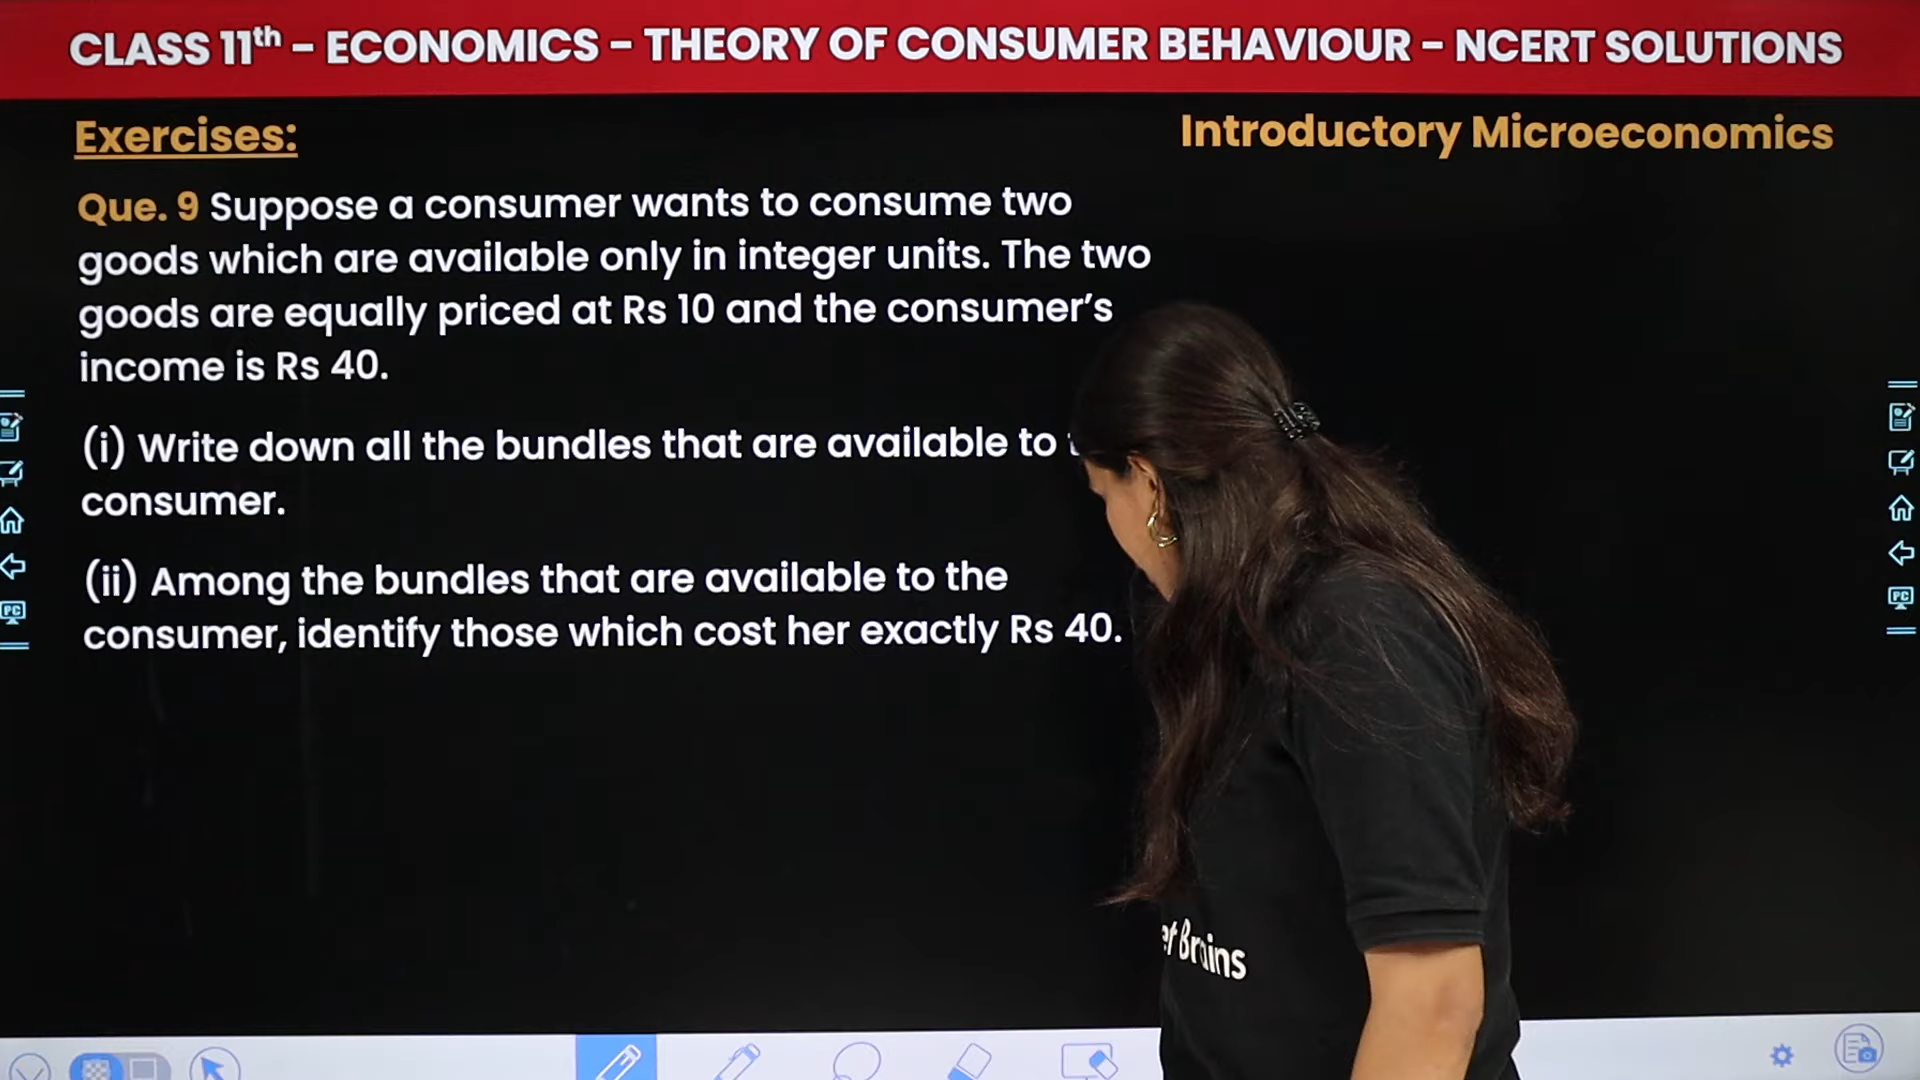 CLASS 11th – ECONOMICS – THEORY OF CONSUMER BEHAVIOUR – NCERT SOLUTIONS
Exercises:
Introductory Microeconomics
Que. 9 Suppose a consumer wants to consume two
goods which are available only in integer units. The two
goods are equally priced at Rs 10 and the consumer’s
income is Rs 40.
(i) Write down all the bundles that are available to
consumer.
(ii) Among the bundles that are available to the
consumer, identify those which cost her exactly Rs 40.
Brains
PC
PC